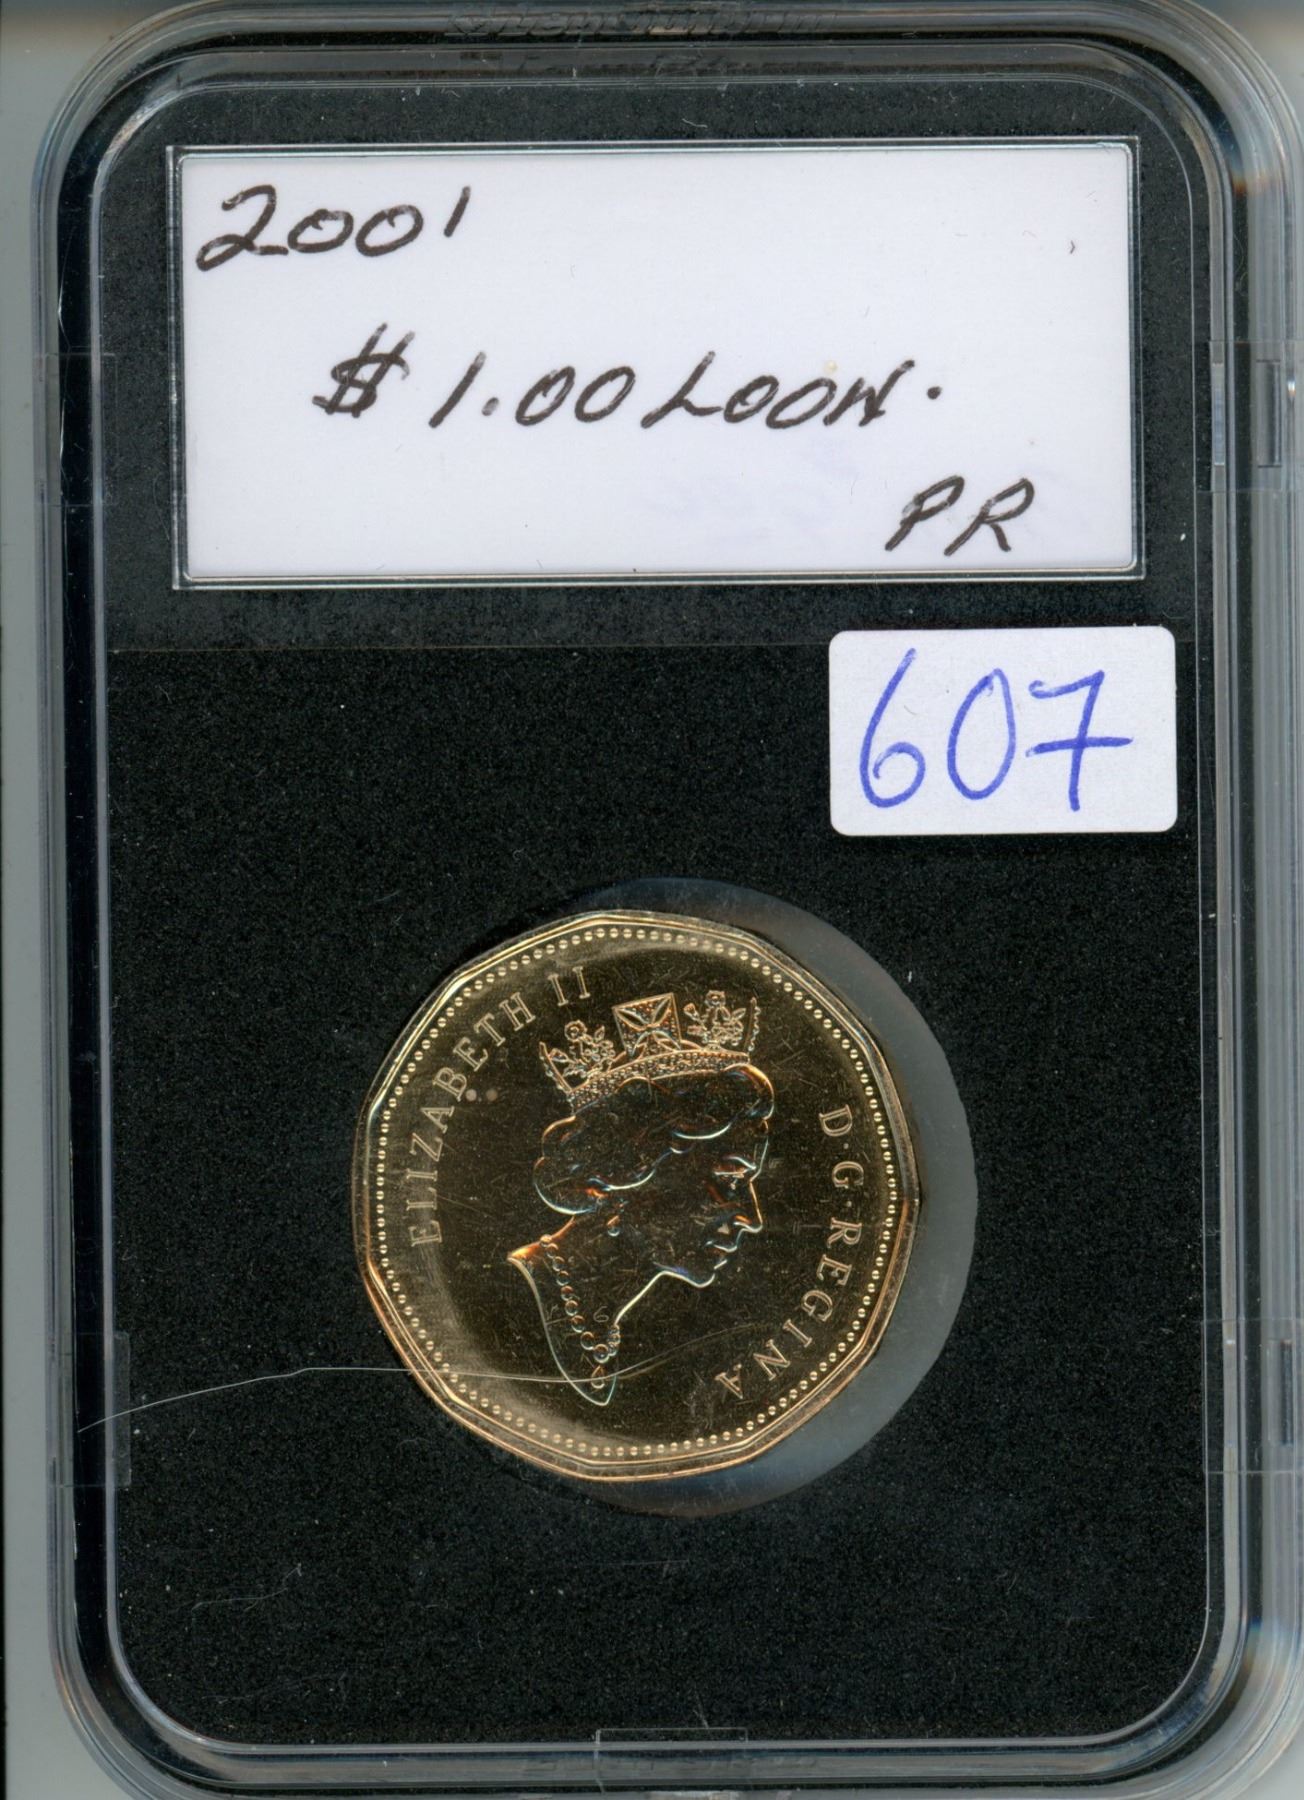 2001
$1.00 LOON.
PR
607
ELIZABETH II
D·G·REGINA